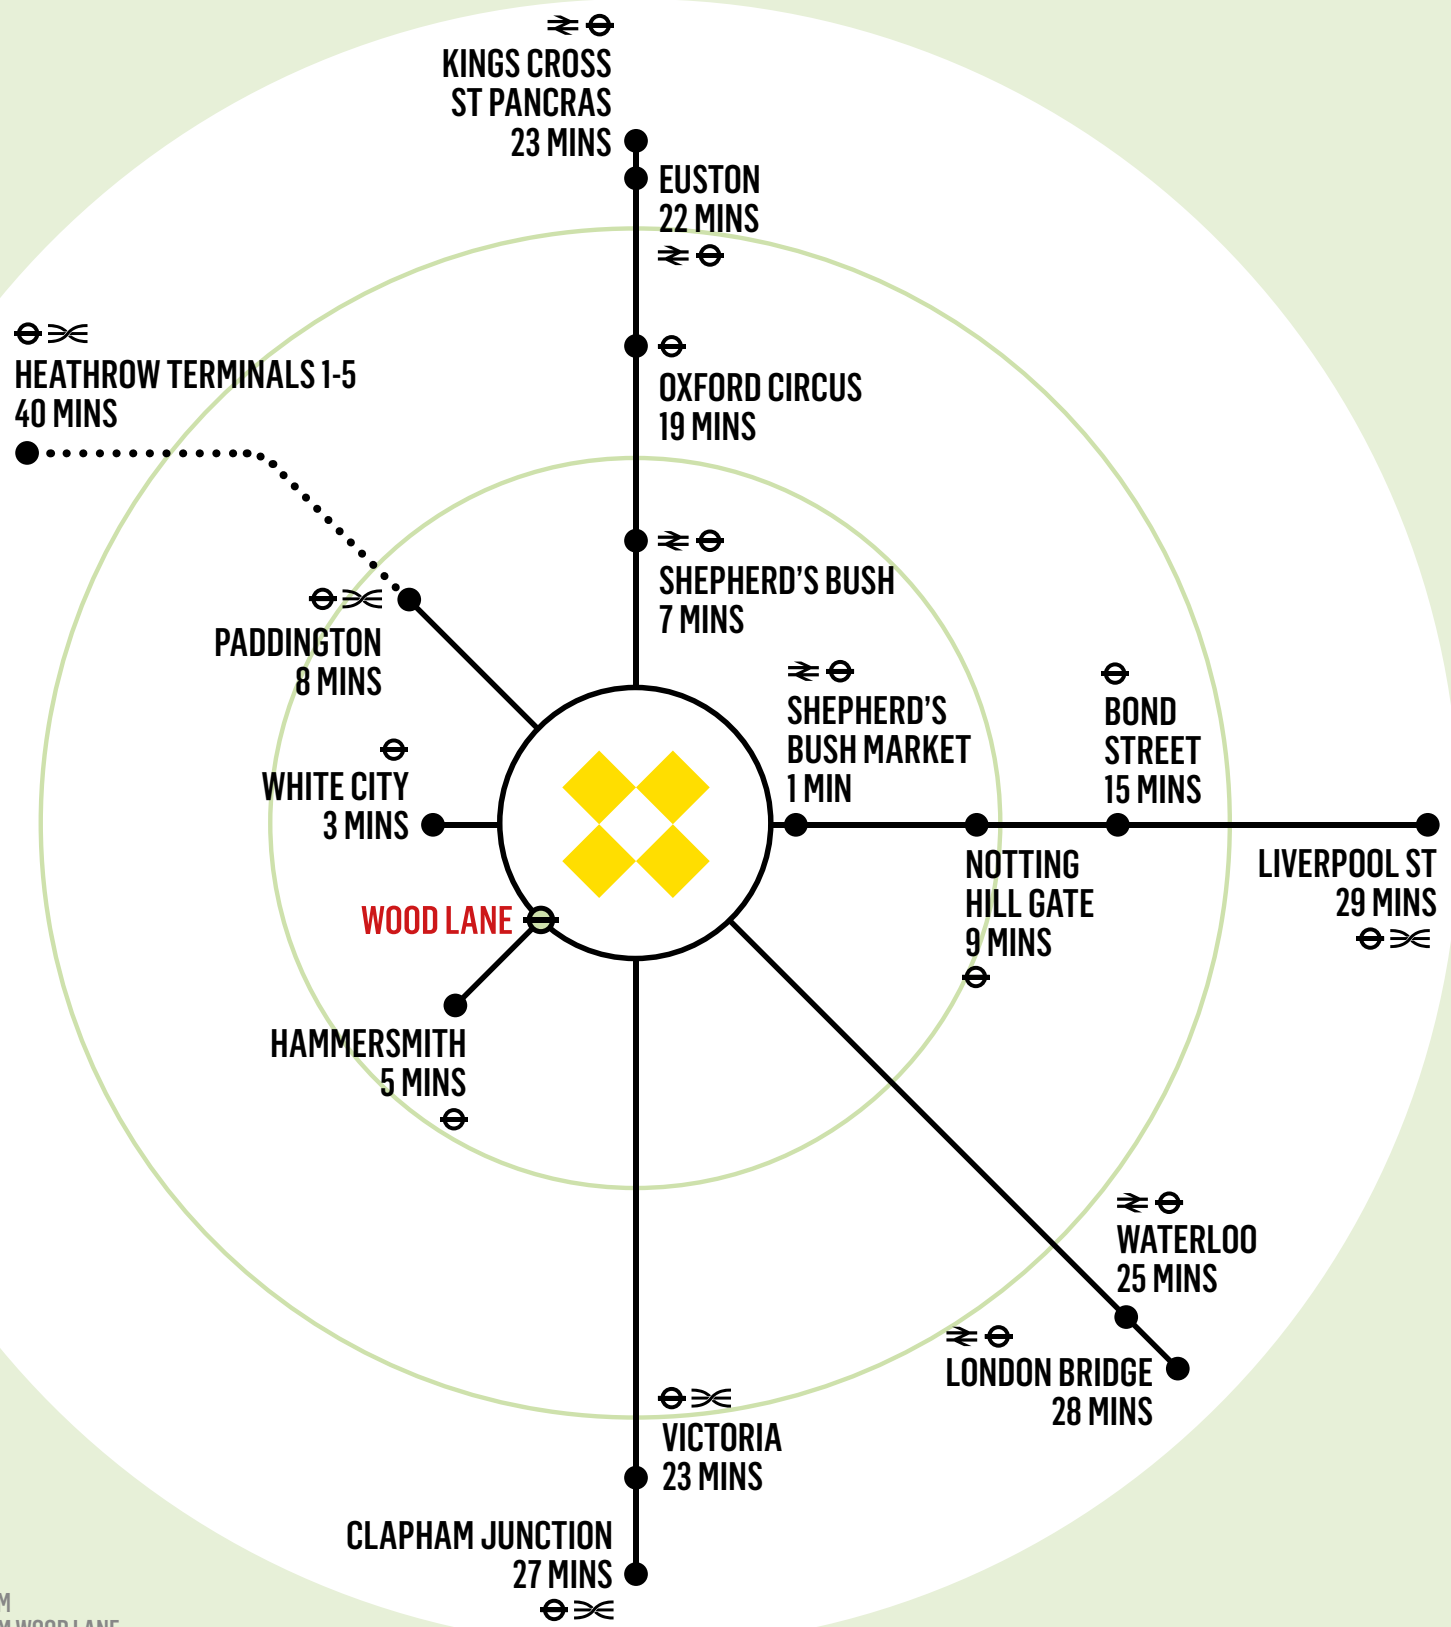 KINGS CROSS
ST PANCRAS
23 MINS
EUSTON
22 MINS
HEATHROW TERMINALS 1-5
40 MINS
OXFORD CIRCUS
19 MINS
SHEPHERD'S BUSH
7 MINS
PADDINGTON
8 MINS
SHEPHERD'S
BUSH MARKET
1 MIN
BOND
STREET
15 MINS
WHITE CITY
3 MINS
NOTTING
HILL GATE
9 MINS
LIVERPOOL ST
29 MINS
WOOD LANE
HAMMERSMITH
5 MINS
WATERLOO
25 MINS
LONDON BRIDGE
28 MINS
VICTORIA
23 MINS
CLAPHAM JUNCTION
27 MINS
WOOD LANE